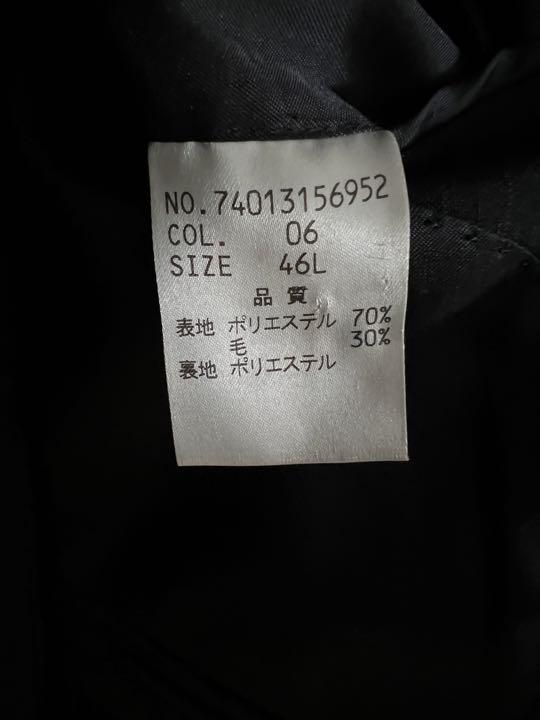 NO.74013156952
COL. 06
SIZE 46L
品質
表地 ポリエステル 70%
毛 30%
裏地 ポリエステル